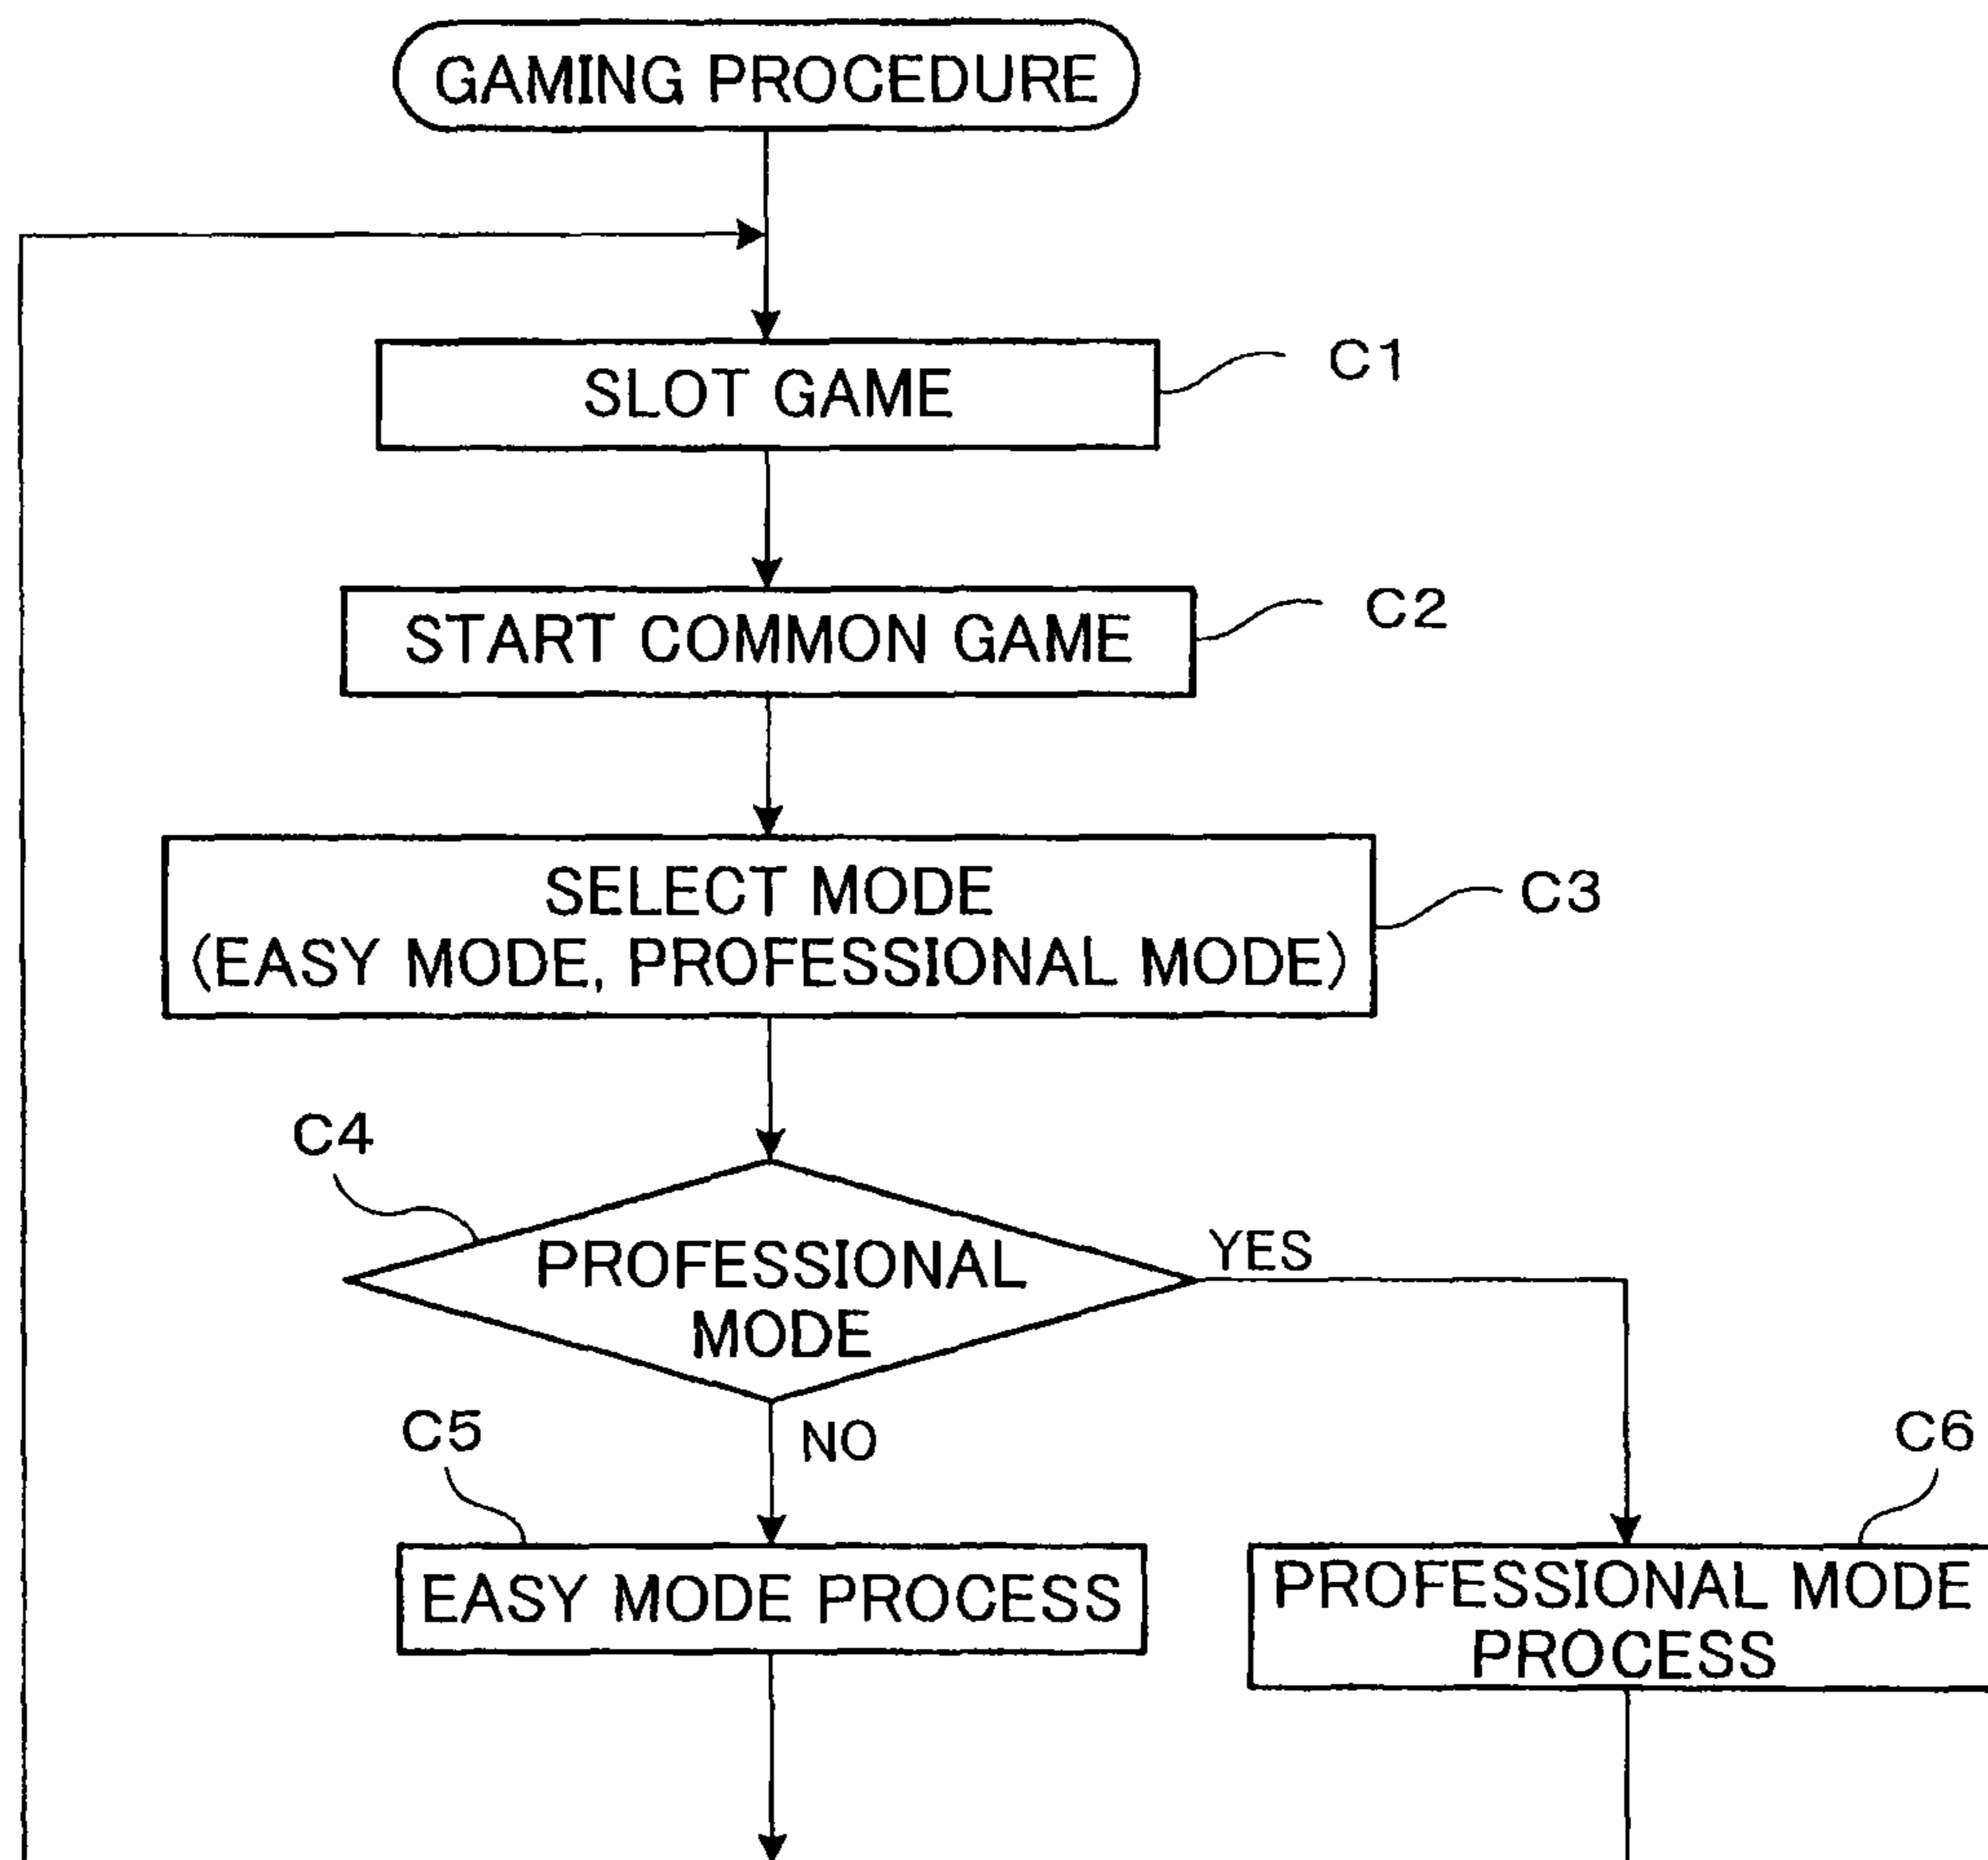 GAMING PROCEDURE
SLOT GAME
C1
START COMMON GAME
C2
SELECT MODE
(EASY MODE, PROFESSIONAL MODE)
C3
C4
PROFESSIONAL
MODE
YES
NO
C5
EASY MODE PROCESS
C6
PROFESSIONAL MODE
PROCESS